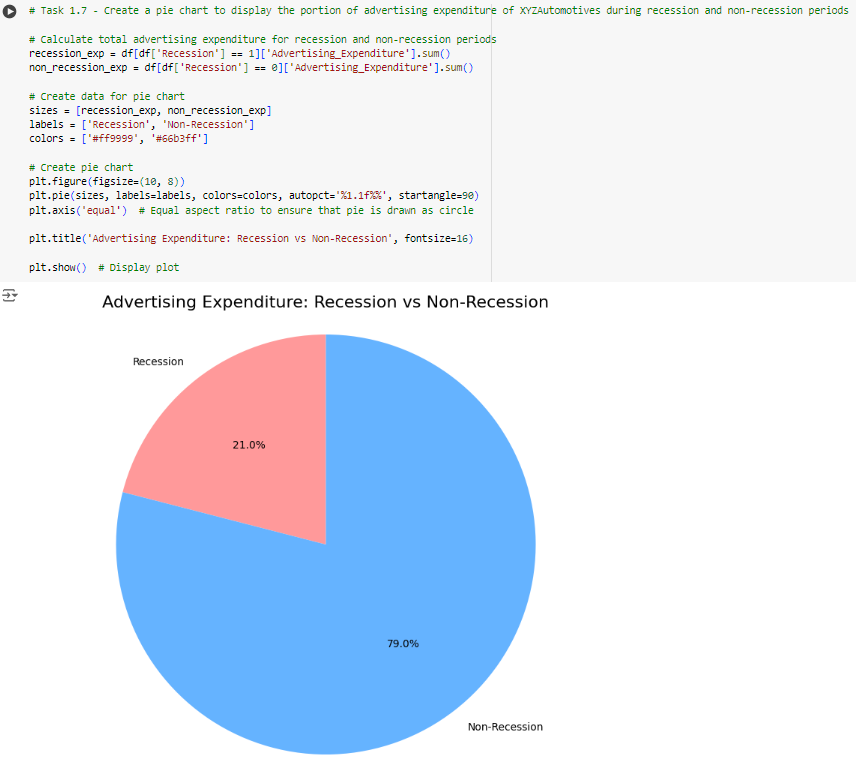 # Task 1.7 - Create a pie chart to display the portion of advertising expenditure of XYZAutomotives during recession and non-recession periods
# Calculate total advertising expenditure for recession and non-recession periods
recession_exp = df[df['Recession'] == 1]['Advertising_Expenditure'].sum()
non_recession_exp = df[df['Recession'] == 0]['Advertising_Expenditure'].sum()
# Create data for pie chart
sizes = [recession_exp, non_recession_exp]
labels = ['Recession', 'Non-Recession']
colors = ['#ff9999', '#66b3ff']
# Create pie chart
plt.figure(figsize=(10, 8))
plt.pie(sizes, labels=labels, colors=colors, autopct='%1.1f%%', startangle=90)
plt.axis('equal')  # Equal aspect ratio to ensure that pie is drawn as circle
plt.title('Advertising Expenditure: Recession vs Non-Recession', fontsize=16)
plt.show()  # Display plot
Advertising Expenditure: Recession vs Non-Recession
Recession
21.0%
79.0%
Non-Recession